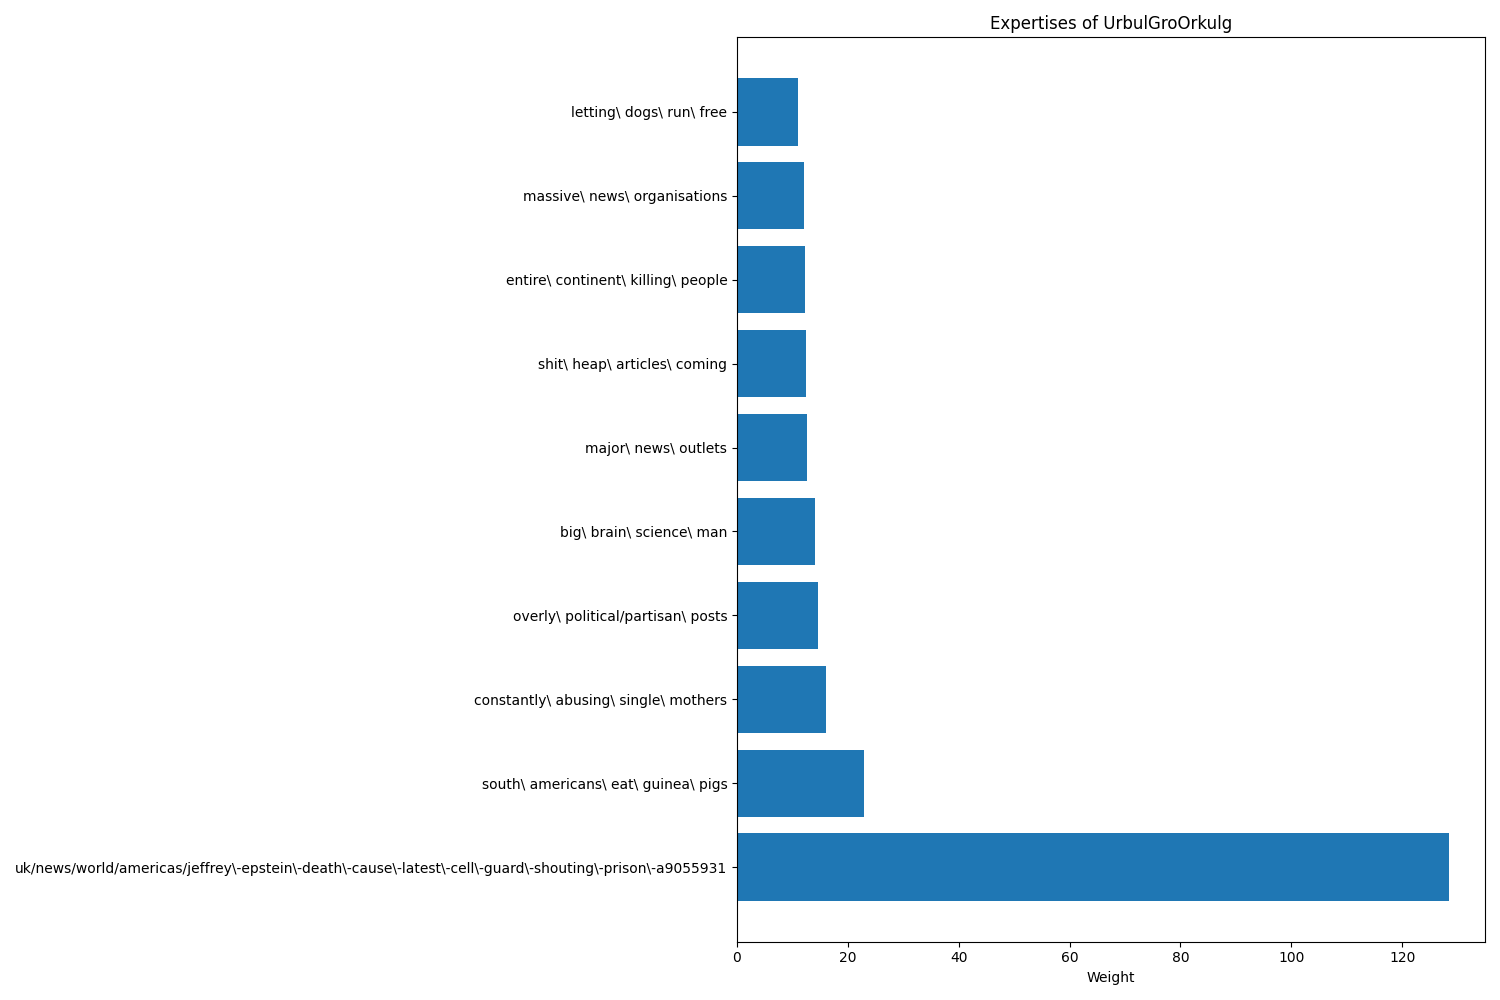 Expertises of UrbulGroOrkulg
letting\ dogs\ run\ free
massive\ news\ organisations
entire\ continent\ killing\ people
shit\ heap\ articles\ coming
major\ news\ outlets
big\ brain\ science\ man
overly\ political/partisan\ posts
constantly\ abusing\ single\ mothers
south\ americans\ eat\ guinea\ pigs
uk/news/world/americas/jeffrey\-epstein\-death\-cause\-latest\-cell\-guard\-shouting\-prison\-a9055931
0 20 40 60 80 100 120
Weight